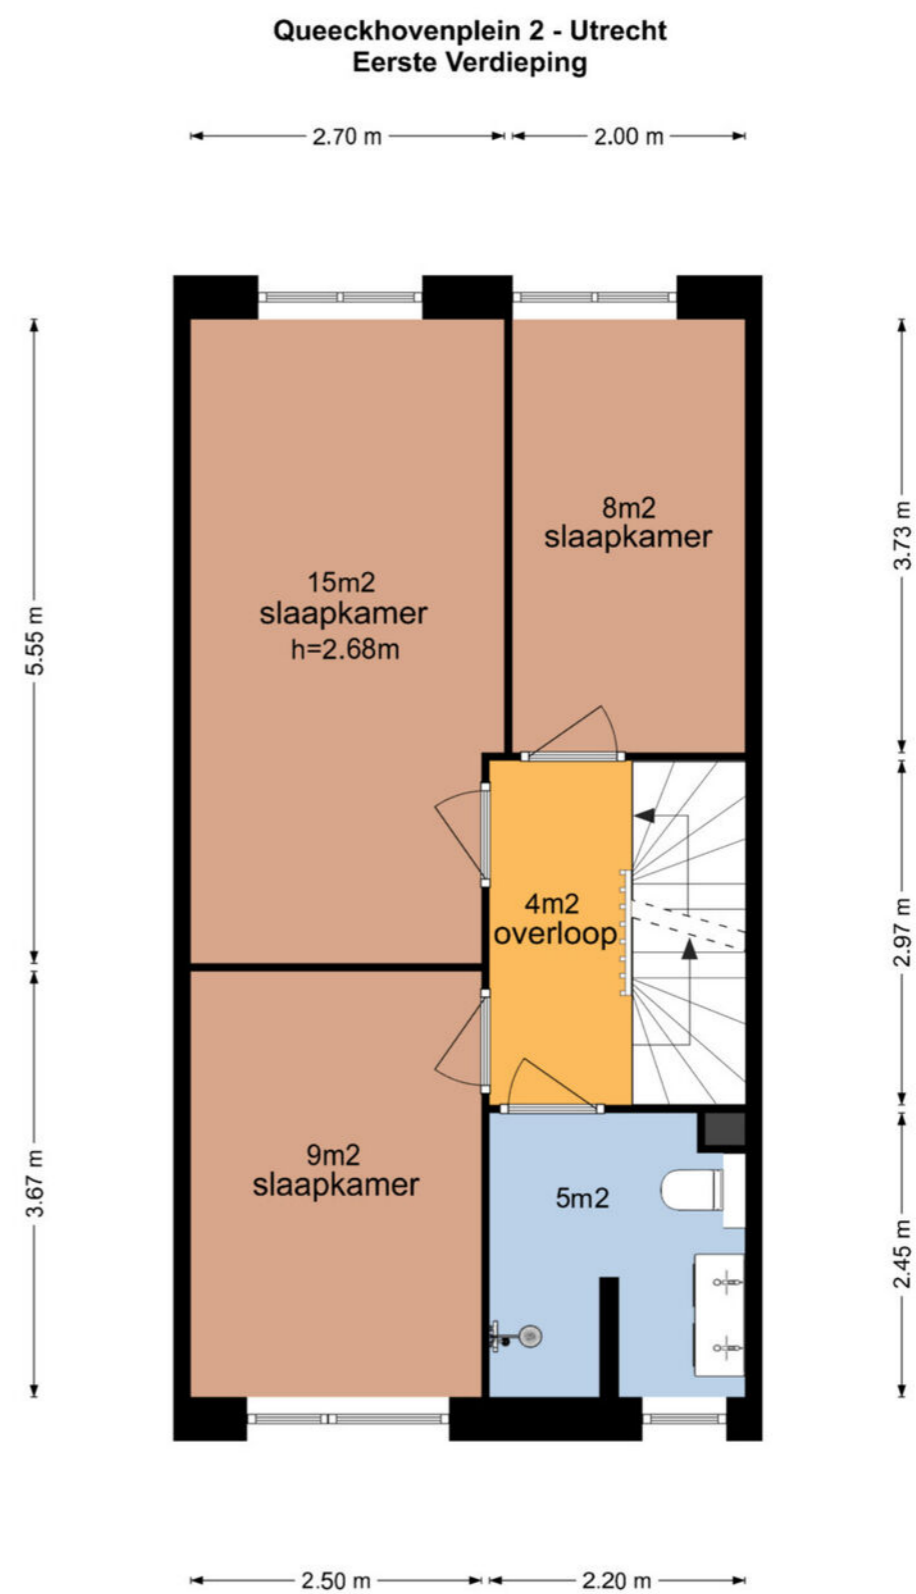 Queeckhovenplein 2 - Utrecht
Eerste Verdieping
2.70 m
2.00 m
8m2
slaapkamer
3.73 m
15m2
slaapkamer
h=2.68m
5.55 m
4m2
overloop
2.97 m
9m2
slaapkamer
3.67 m
5m2
2.45 m
2.50 m
2.20 m